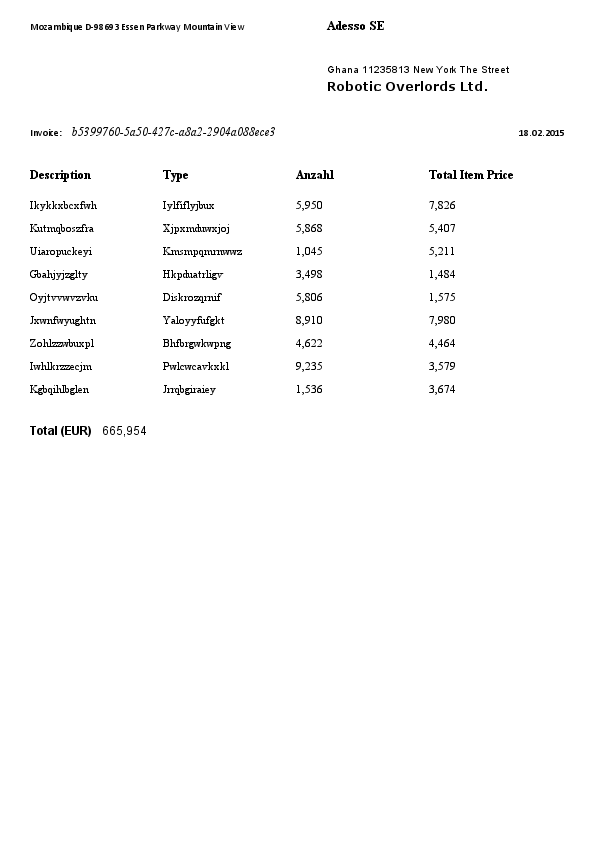 Mozambique D-98693 Essen Parkway Mountain View Adesso SE
Ghana 11235813 New York The Street
Robotic Overlords Ltd.
Invoice: b5399760-5a50-427c-a8a2-2904a088ece3 18.02.2015
Description Type Anzahl Total Item Price
Ikykkxbcxfwh Iylfiflyjbux 5,950 7,826
Kutmqboszfra Xjpxmduwxjoj 5,868 5,407
Uiaropuckeyi Kmsmpqmrnwwz 1,045 5,211
Gbahjyjzglty Hkpduatrligv 3,498 1,484
Oyjtvvwvzvku Diskrozqrnif 5,806 1,575
Jxwnfwyughtn Yaloyyfufgkt 8,910 7,980
Zohlzzwbuxpl Bhfbrgwkwpng 4,622 4,464
Iwhlkrzzecjm Pwlcwcavkxkl 9,235 3,579
Kgbqihlbglen Jrrqbgiraiey 1,536 3,674
Total (EUR) 665,954